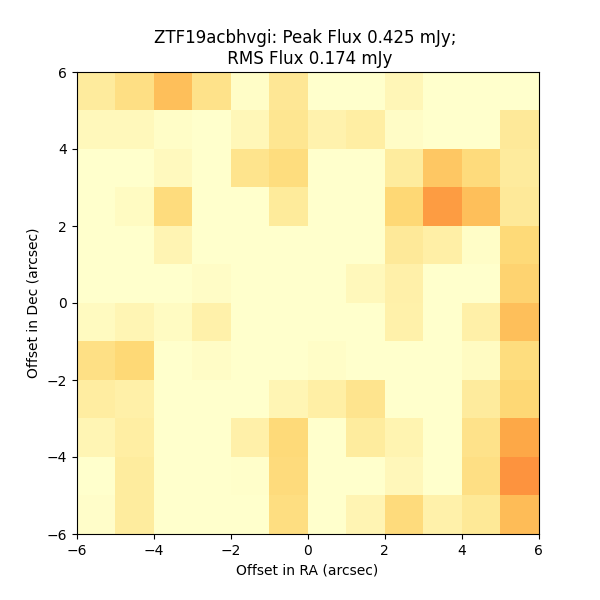 ZTF19acbhvgi: Peak Flux 0.425 mJy;
RMS Flux 0.174 mJy
6
4
2
0
−2
−4
−6
Offset in Dec (arcsec)
−6 −4 −2 0 2 4 6
Offset in RA (arcsec)